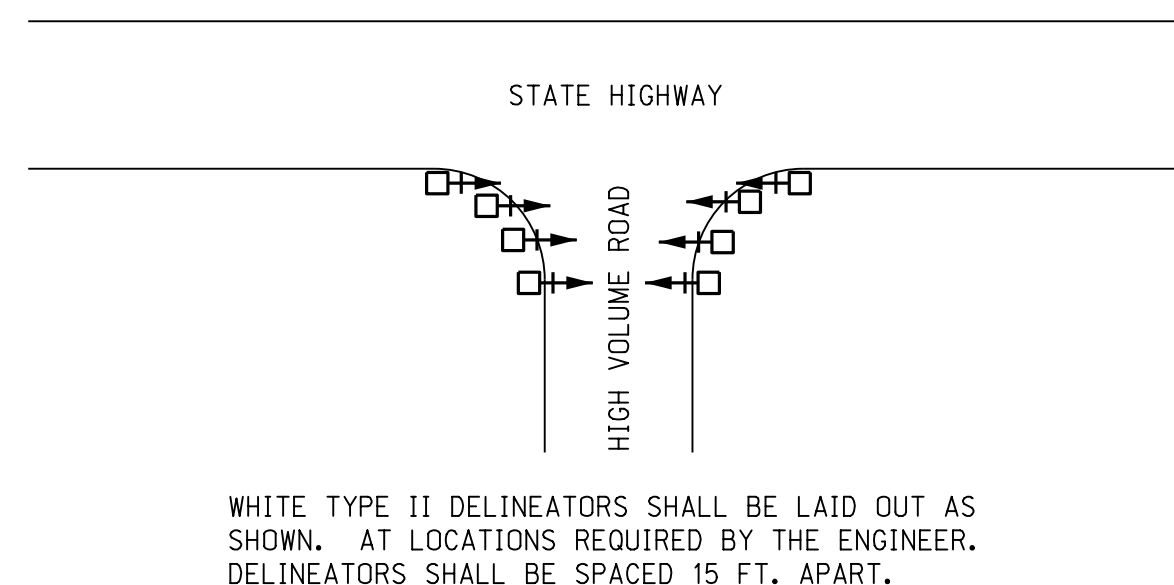 STATE HIGHWAY
HIGH VOLUME ROAD
WHITE TYPE II DELINEATORS SHALL BE LAID OUT AS
SHOWN. AT LOCATIONS REQUIRED BY THE ENGINEER.
DELINEATORS SHALL BE SPACED 15 FT. APART.